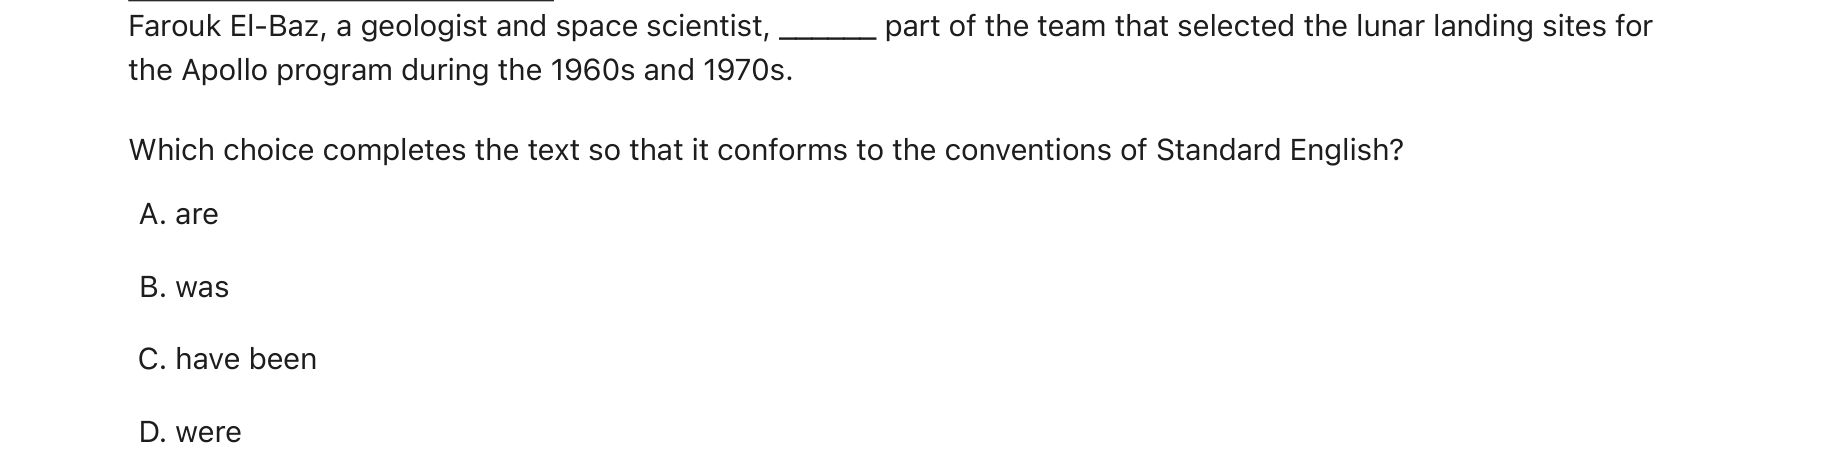 Farouk El-Baz, a geologist and space scientist, ______ part of the team that selected the lunar landing sites for
the Apollo program during the 1960s and 1970s.
Which choice completes the text so that it conforms to the conventions of Standard English?
A. are
B. was
C. have been
D. were